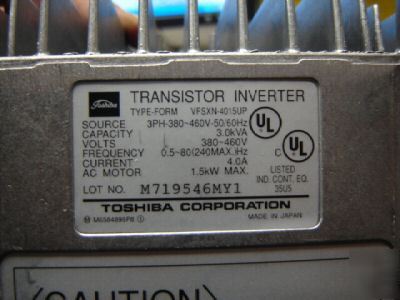 Toshiba
TRANSISTOR INVERTER
TYPE-FORM VFSXN-4015UP
SOURCE 3PH-380~460V-50/60Hz
CAPACITY 3.0kVA
VOLTS 380~460V
FREQUENCY 0.5~80(240MAX.)Hz
CURRENT 4.0A
AC MOTOR 1.5kW MAX.
UL
C UL
LISTED
IND. CONT. EQ.
35U5
LOT NO. M719546MY1
TOSHIBA CORPORATION
MADE IN JAPAN
CAUTION